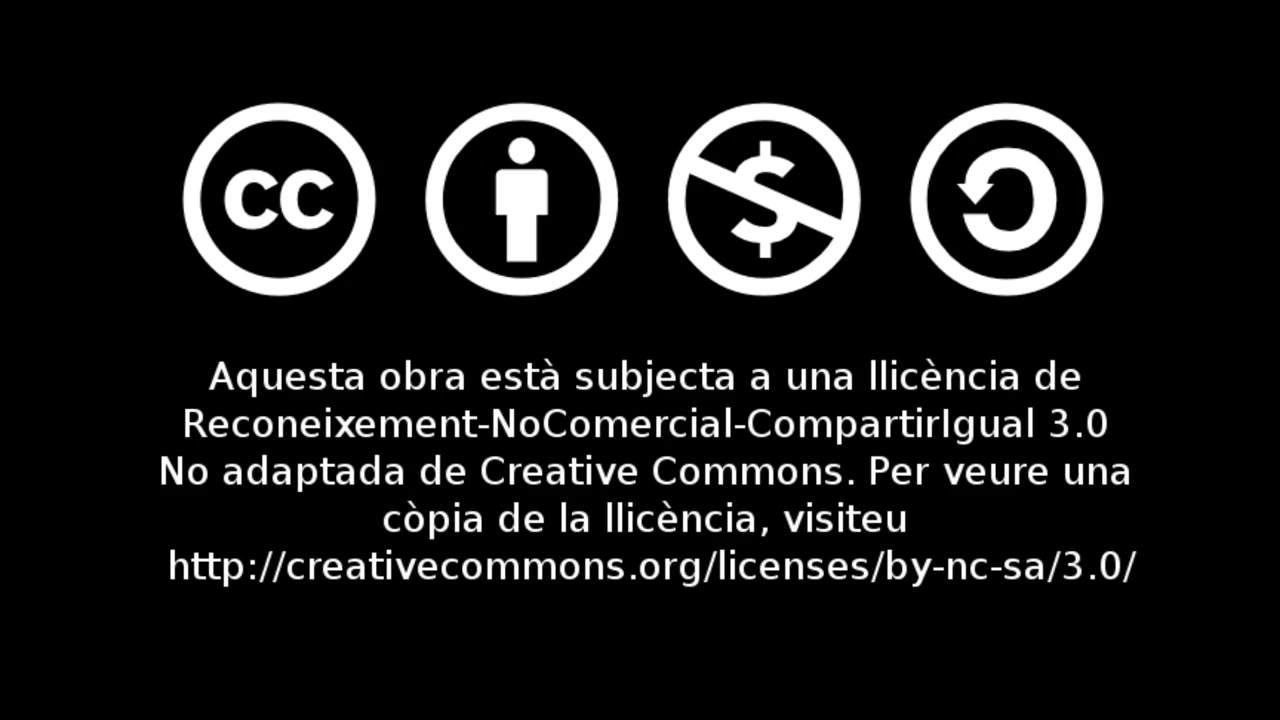 cc
$
Aquesta obra està subjecta a una llicència de
Reconeixement-NoComercial-CompartirIgual 3.0
No adaptada de Creative Commons. Per veure una
còpia de la llicència, visiteu
http://creativecommons.org/licenses/by-nc-sa/3.0/